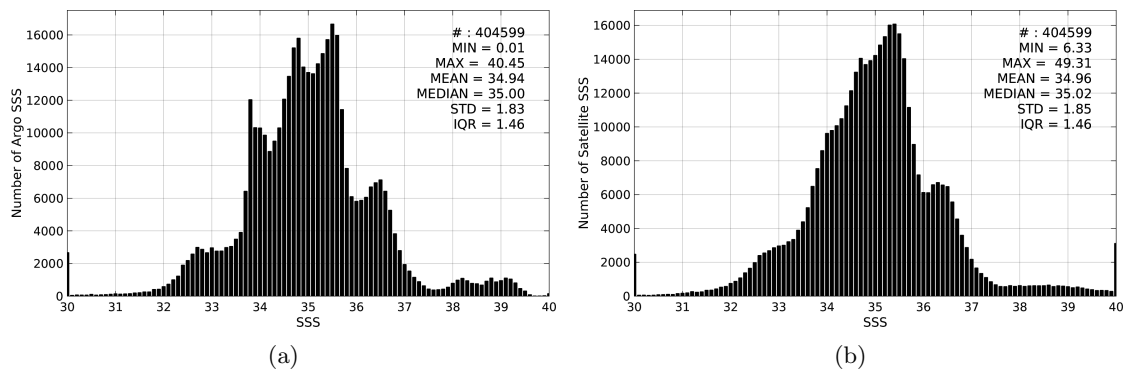 # : 404599
MIN = 0.01
MAX = 40.45
MEAN = 34.94
MEDIAN = 35.00
STD = 1.83
IQR = 1.46
Number of Argo SSS
16000
14000
12000
10000
8000
6000
4000
2000
0
30 31 32 33 34 35 36 37 38 39 40
SSS
(a)
# : 404599
MIN = 6.33
MAX = 49.31
MEAN = 34.96
MEDIAN = 35.02
STD = 1.85
IQR = 1.46
Number of Satellite SSS
16000
14000
12000
10000
8000
6000
4000
2000
0
30 31 32 33 34 35 36 37 38 39 40
SSS
(b)